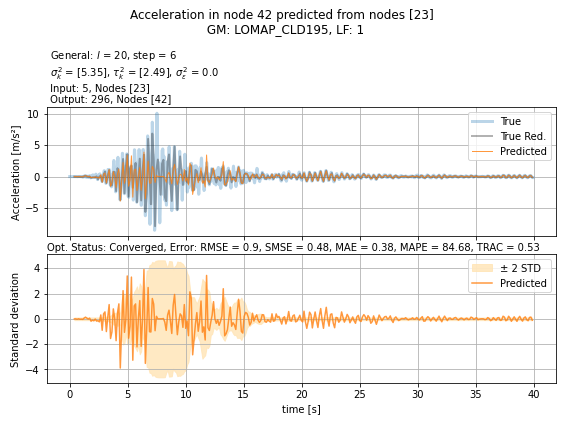 Acceleration in node 42 predicted from nodes [23]
GM: LOMAP_CLD195, LF: 1
General: l = 20, step = 6
σ²ₖ = [5.35], τ²ₖ = [2.49], σ²ε = 0.0
Input: 5, Nodes [23]
Output: 296, Nodes [42]
Acceleration [m/s²]
10
5
0
−5
True
True Red.
Predicted
Opt. Status: Converged, Error: RMSE = 0.9, SMSE = 0.48, MAE = 0.38, MAPE = 84.68, TRAC = 0.53
Standard deviation
4
2
0
−2
−4
± 2 STD
Predicted
0 5 10 15 20 25 30 35 40
time [s]